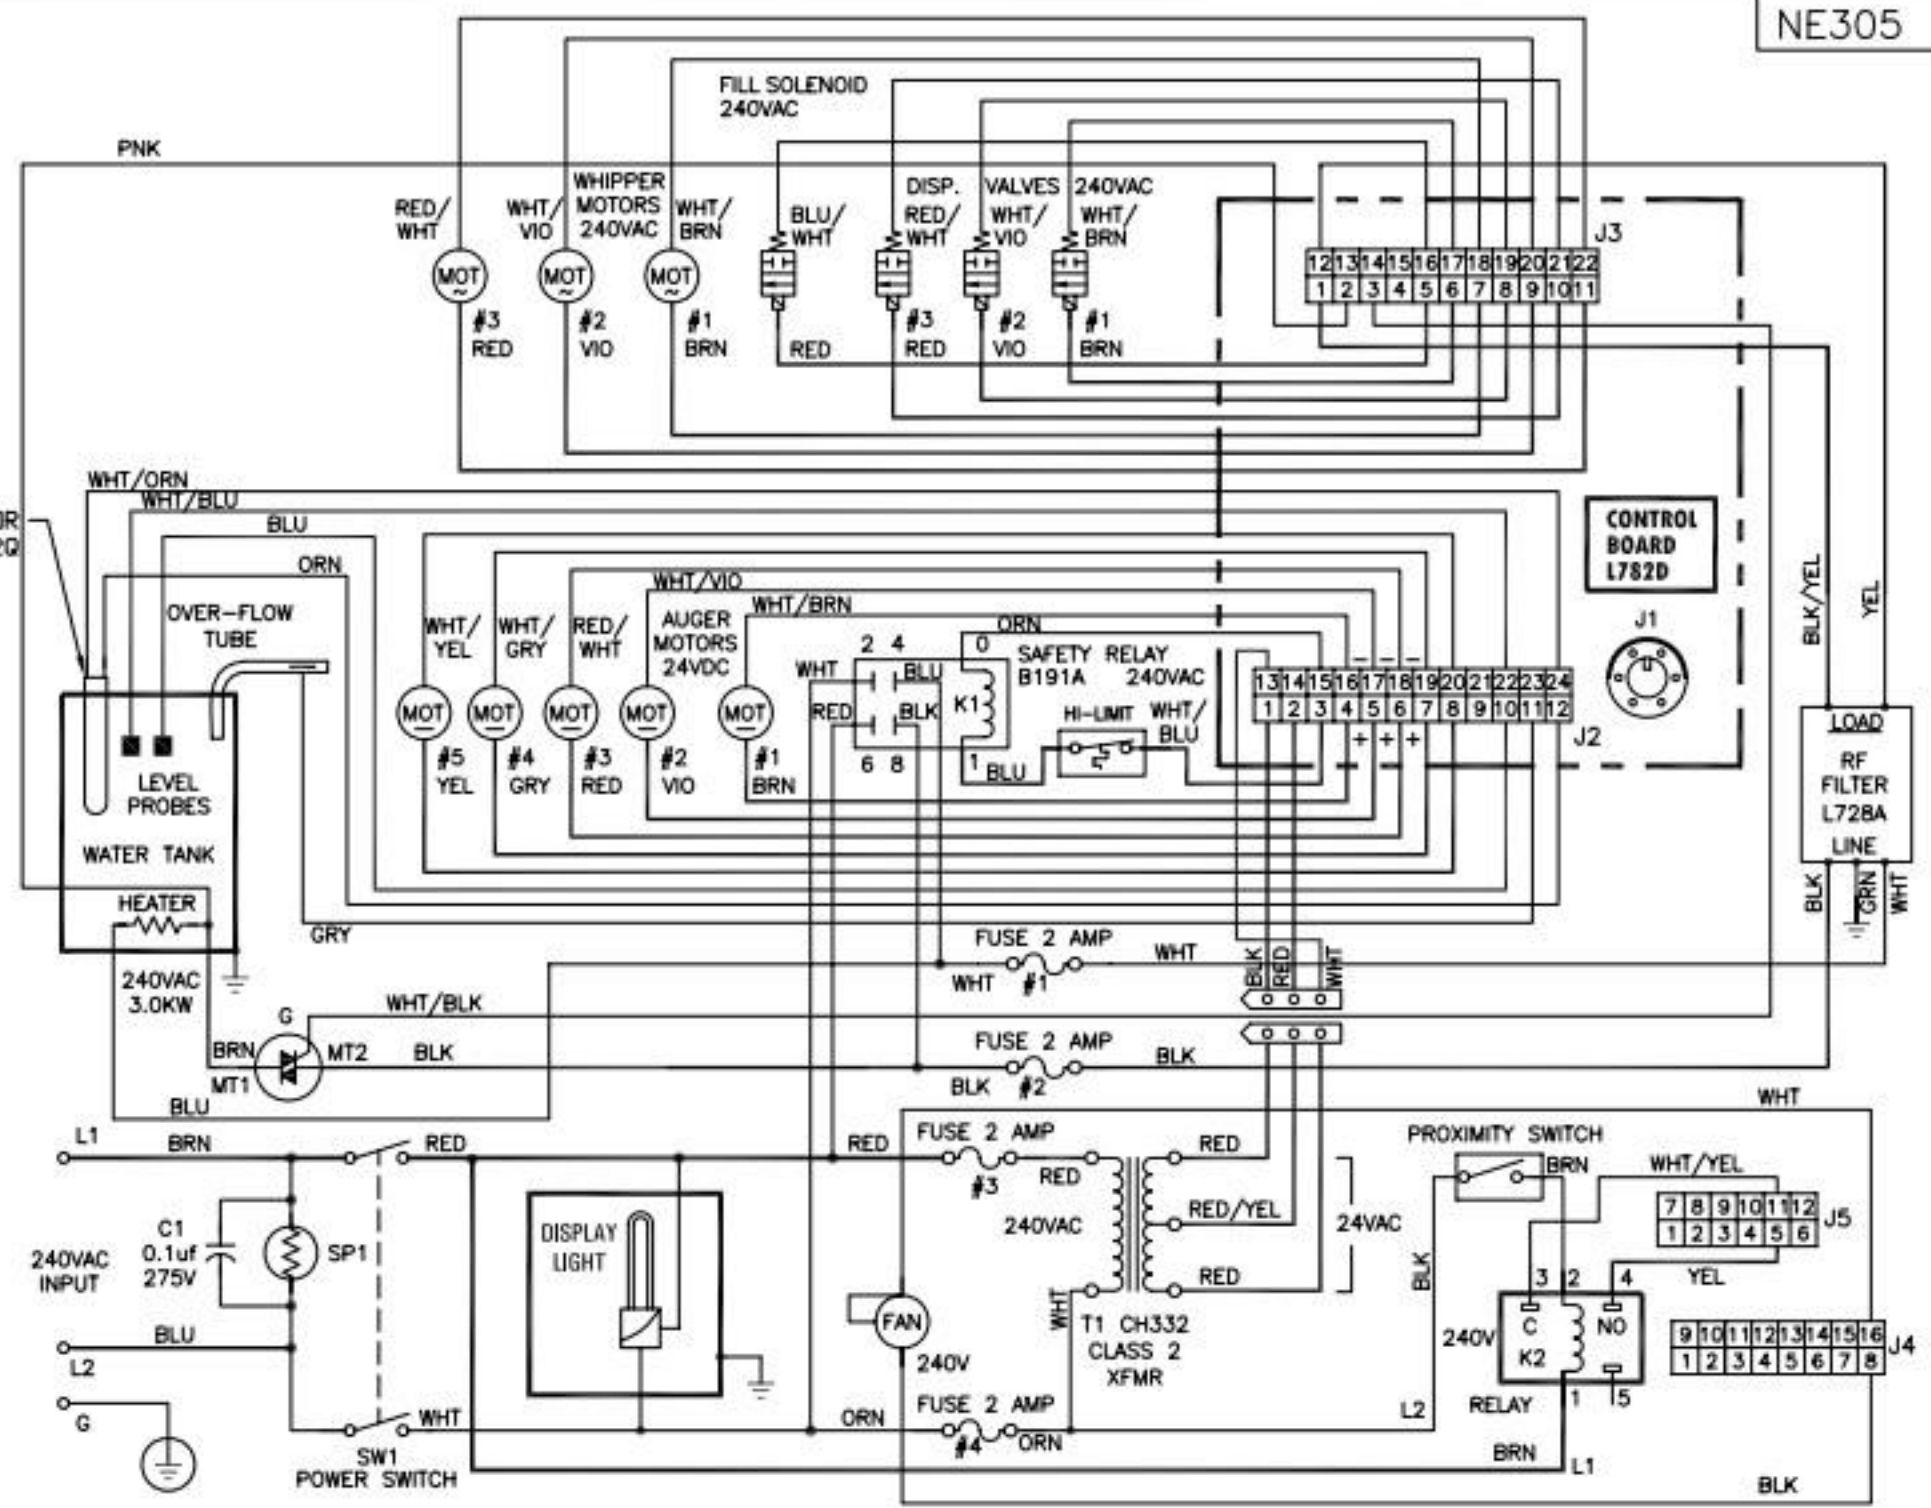 NE305
FILL SOLENOID
240VAC
PNK
WHIPPER
MOTORS
240VAC
RED/
WHT
WHT/
VIO
WHT/
BRN
BLU/
WHT
DISP. VALVES 240VAC
RED/
WHT
WHT/
VIO
WHT/
BRN
J3
MOT
MOT
MOT
12 13 14 15 16 17 18 19 20 21 22
1 2 3 4 5 6 7 8 9 10 11
#3
RED
#2
VIO
#1
BRN
RED
#3
RED
#2
VIO
#1
BRN
WHT/ORN
WHT/BLU
BLU
ORN
OVER-FLOW
TUBE
CONTROL
BOARD
L782D
J1
BLK/YEL
YEL
WHT/VIO
WHT/BRN
WHT/
YEL
WHT/
GRY
RED/
WHT
AUGER
MOTORS
24VDC
ORN
2 4 0
WHT
BLU
RED
BLK
K1
6 8 1
SAFETY RELAY
B191A 240VAC
HI-LIMIT
WHT/
BLU
BLU
13 14 15 16 17 18 19 20 21 22 23 24
1 2 3 4 5 6 7 8 9 10 11 12
− − −
+ + +
J2
MOT
MOT
MOT
MOT
MOT
#5
YEL
#4
GRY
#3
RED
#2
VIO
#1
BRN
LEVEL
PROBES
WATER TANK
HEATER
240VAC
3.0KW
GRY
LOAD
RF
FILTER
L728A
LINE
BLK
GRN
WHT
FUSE 2 AMP
WHT
#1
WHT
BLK
RED
WHT
WHT/BLK
G
BRN
MT1
MT2
BLK
FUSE 2 AMP
BLK
#2
BLK
BLU
WHT
L1
BRN
RED
RED
FUSE 2 AMP
#3
RED
RED
RED/YEL
RED
240VAC
24VAC
PROXIMITY SWITCH
BRN
WHT/YEL
7 8 9 10 11 12
1 2 3 4 5 6
J5
YEL
C1
0.1uf
275V
SP1
240VAC
INPUT
DISPLAY
LIGHT
BLK
3 2 4
C
NO
K2
240V
RELAY
1 5
9 10 11 12 13 14 15 16
1 2 3 4 5 6 7 8
J4
BLU
L2
G
FAN
240V
WHT
T1 CH332
CLASS 2
XFMR
WHT
SW1
POWER SWITCH
ORN
FUSE 2 AMP
#4
ORN
L2
BRN
L1
BLK